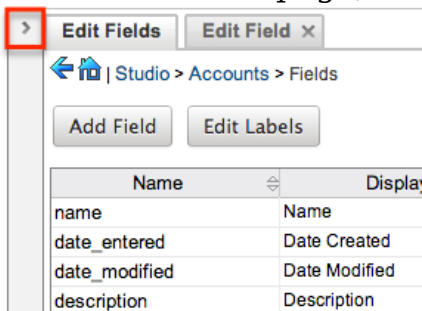 Edit Fields Edit Field ×
| Studio > Accounts > Fields
Add Field Edit Labels
Name
name Name
date_entered Date Created
date_modified Date Modified
description Description